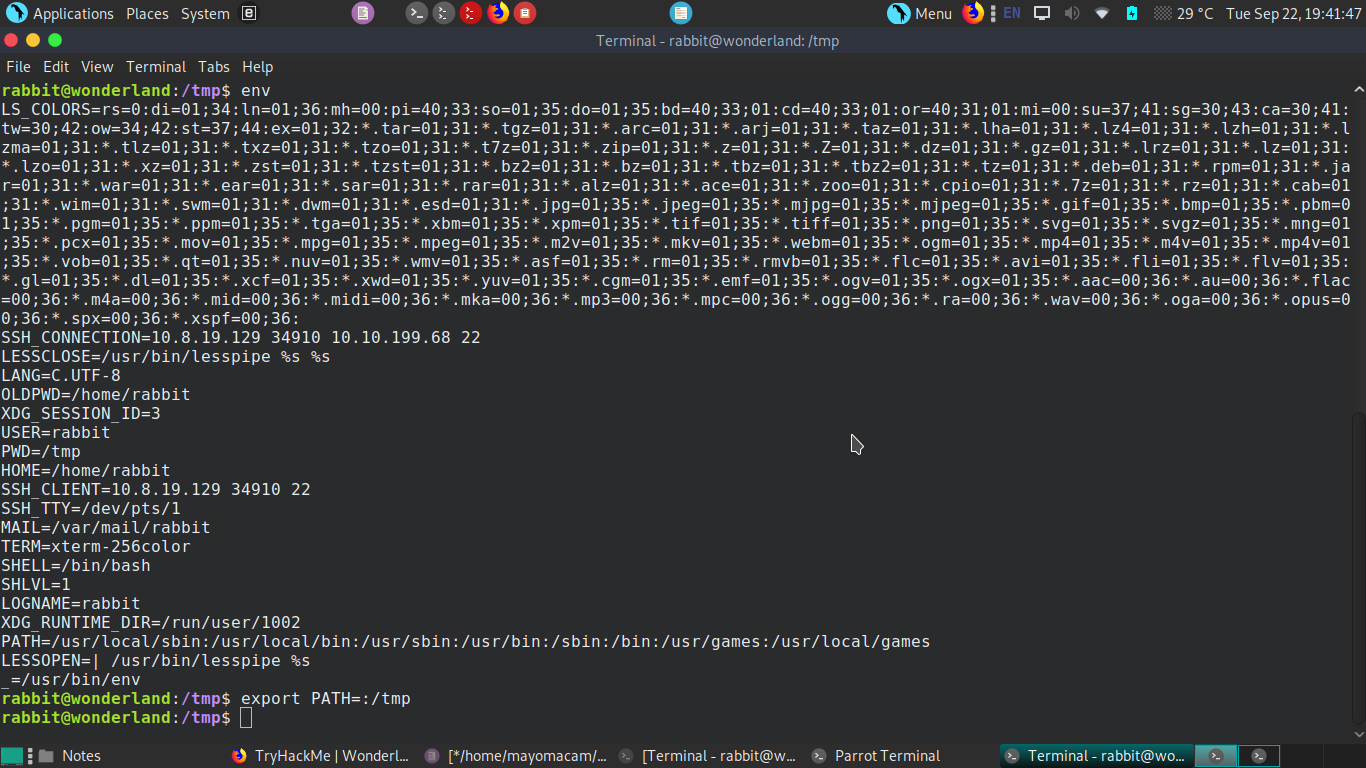 Applications Places System
Menu EN 29 °C Tue Sep 22, 19:41:47
Terminal - rabbit@wonderland: /tmp
File Edit View Terminal Tabs Help
rabbit@wonderland:/tmp$ env
LS_COLORS=rs=0:di=01;34:ln=01;36:mh=00:pi=40;33:so=01;35:do=01;35:bd=40;33;01:cd=40;33;01:or=40;31;01:mi=00:su=37;41:sg=30;43:ca=30;41:
tw=30;42:ow=34;42:st=37;44:ex=01;32:*.tar=01;31:*.tgz=01;31:*.arc=01;31:*.arj=01;31:*.taz=01;31:*.lha=01;31:*.lz4=01;31:*.lzh=01;31:*.l
zma=01;31:*.tlz=01;31:*.txz=01;31:*.tzo=01;31:*.t7z=01;31:*.zip=01;31:*.z=01;31:*.Z=01;31:*.dz=01;31:*.gz=01;31:*.lrz=01;31:*.lz=01;31:
*.lzo=01;31:*.xz=01;31:*.zst=01;31:*.tzst=01;31:*.bz2=01;31:*.bz=01;31:*.tbz=01;31:*.tbz2=01;31:*.tz=01;31:*.deb=01;31:*.rpm=01;31:*.ja
r=01;31:*.war=01;31:*.ear=01;31:*.sar=01;31:*.rar=01;31:*.alz=01;31:*.ace=01;31:*.zoo=01;31:*.cpio=01;31:*.7z=01;31:*.rz=01;31:*.cab=01
;31:*.wim=01;31:*.swm=01;31:*.dwm=01;31:*.esd=01;31:*.jpg=01;35:*.jpeg=01;35:*.mjpg=01;35:*.mjpeg=01;35:*.gif=01;35:*.bmp=01;35:*.pbm=0
1;35:*.pgm=01;35:*.ppm=01;35:*.tga=01;35:*.xbm=01;35:*.xpm=01;35:*.tif=01;35:*.tiff=01;35:*.png=01;35:*.svg=01;35:*.svgz=01;35:*.mng=01
;35:*.pcx=01;35:*.mov=01;35:*.mpg=01;35:*.mpeg=01;35:*.m2v=01;35:*.mkv=01;35:*.webm=01;35:*.ogm=01;35:*.mp4=01;35:*.m4v=01;35:*.mp4v=01
;35:*.vob=01;35:*.qt=01;35:*.nuv=01;35:*.wmv=01;35:*.asf=01;35:*.rm=01;35:*.rmvb=01;35:*.flc=01;35:*.avi=01;35:*.fli=01;35:*.flv=01;35:
*.gl=01;35:*.dl=01;35:*.xcf=01;35:*.xwd=01;35:*.yuv=01;35:*.cgm=01;35:*.emf=01;35:*.ogv=01;35:*.ogx=01;35:*.aac=00;36:*.au=00;36:*.flac
=00;36:*.m4a=00;36:*.mid=00;36:*.midi=00;36:*.mka=00;36:*.mp3=00;36:*.mpc=00;36:*.ogg=00;36:*.ra=00;36:*.wav=00;36:*.oga=00;36:*.opus=0
0;36:*.spx=00;36:*.xspf=00;36:
SSH_CONNECTION=10.8.19.129 34910 10.10.199.68 22
LESSCLOSE=/usr/bin/lesspipe %s %s
LANG=C.UTF-8
OLDPWD=/home/rabbit
XDG_SESSION_ID=3
USER=rabbit
PWD=/tmp
HOME=/home/rabbit
SSH_CLIENT=10.8.19.129 34910 22
SSH_TTY=/dev/pts/1
MAIL=/var/mail/rabbit
TERM=xterm-256color
SHELL=/bin/bash
SHLVL=1
LOGNAME=rabbit
XDG_RUNTIME_DIR=/run/user/1002
PATH=/usr/local/sbin:/usr/local/bin:/usr/sbin:/usr/bin:/sbin:/bin:/usr/games:/usr/local/games
LESSOPEN=| /usr/bin/lesspipe %s
_=/usr/bin/env
rabbit@wonderland:/tmp$ export PATH=:/tmp
rabbit@wonderland:/tmp$
Notes TryHackMe | Wonderl... [*/home/mayomacam/... [Terminal - rabbit@w... Parrot Terminal Terminal - rabbit@wo...